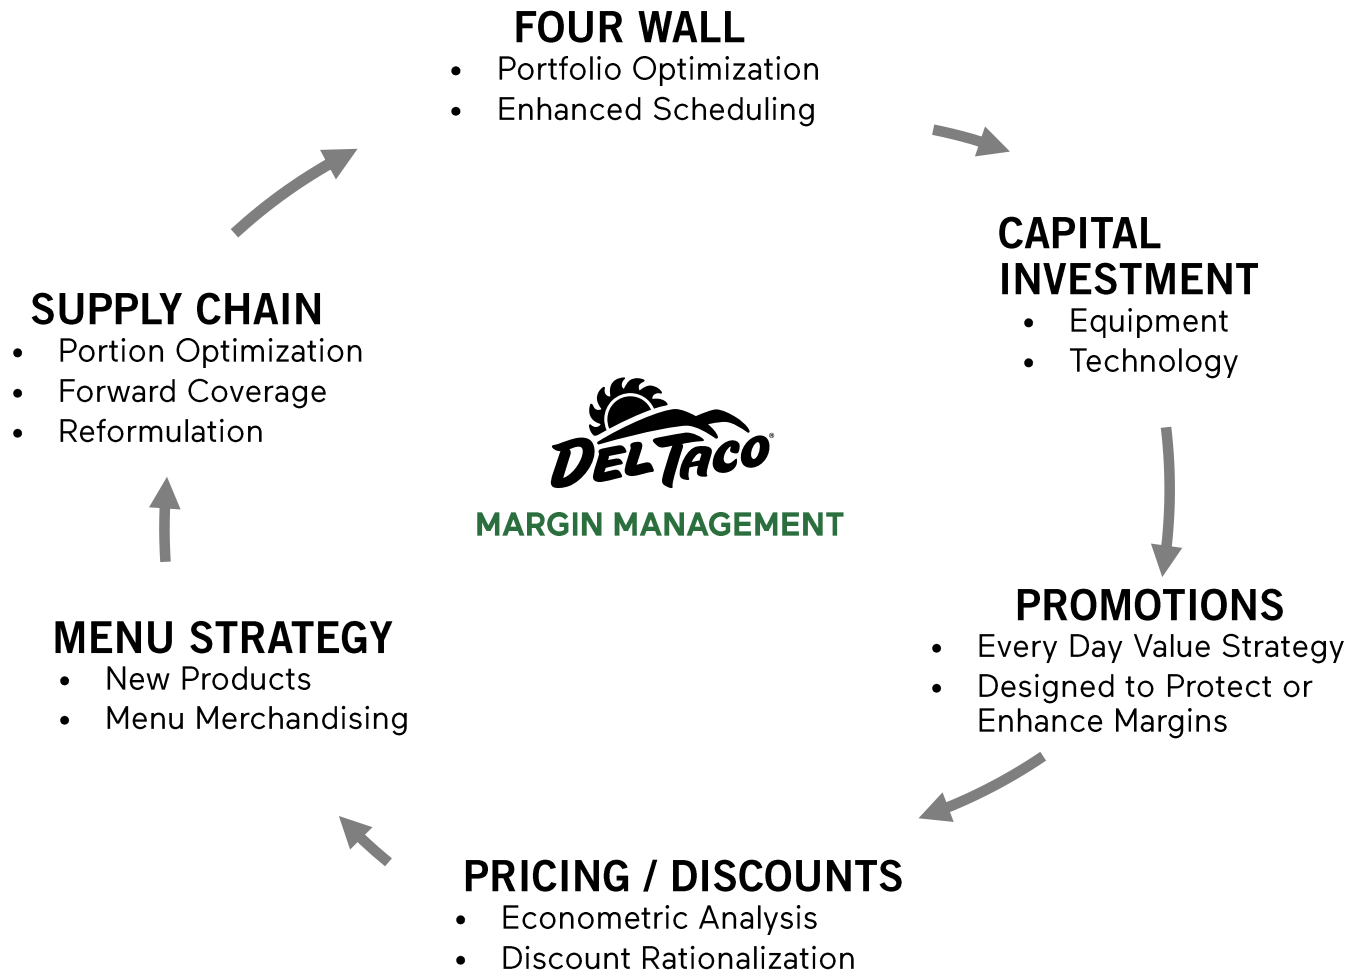 FOUR WALL
• Portfolio Optimization
• Enhanced Scheduling
CAPITAL
INVESTMENT
• Equipment
• Technology
PROMOTIONS
• Every Day Value Strategy
• Designed to Protect or
Enhance Margins
PRICING / DISCOUNTS
• Econometric Analysis
• Discount Rationalization
MENU STRATEGY
• New Products
• Menu Merchandising
SUPPLY CHAIN
• Portion Optimization
• Forward Coverage
• Reformulation
DEL TACO®
MARGIN MANAGEMENT